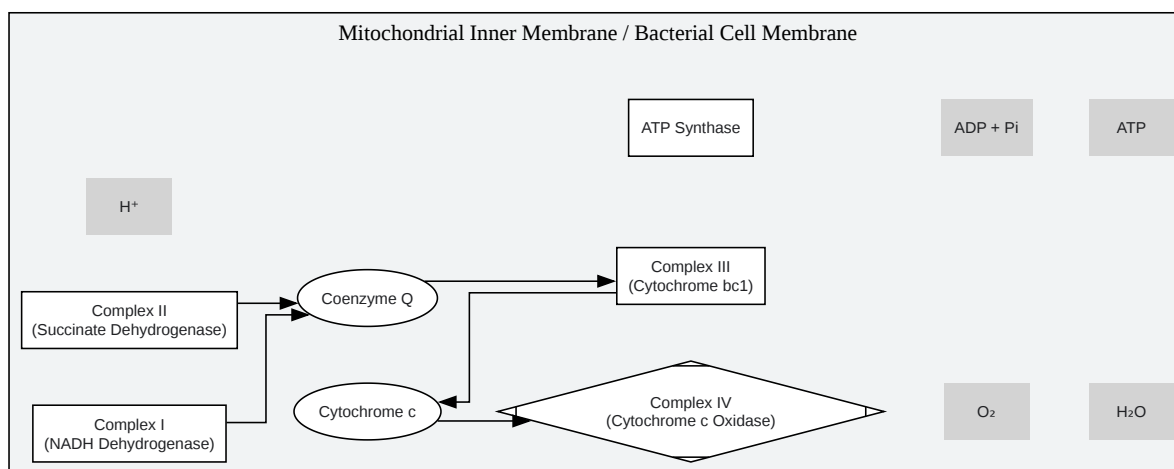 Mitochondrial Inner Membrane / Bacterial Cell Membrane
ATP Synthase
ADP + Pi
ATP
H⁺
Complex III
(Cytochrome bc1)
Coenzyme Q
Complex II
(Succinate Dehydrogenase)
Complex IV
(Cytochrome c Oxidase)
Cytochrome c
O₂
H₂O
Complex I
(NADH Dehydrogenase)